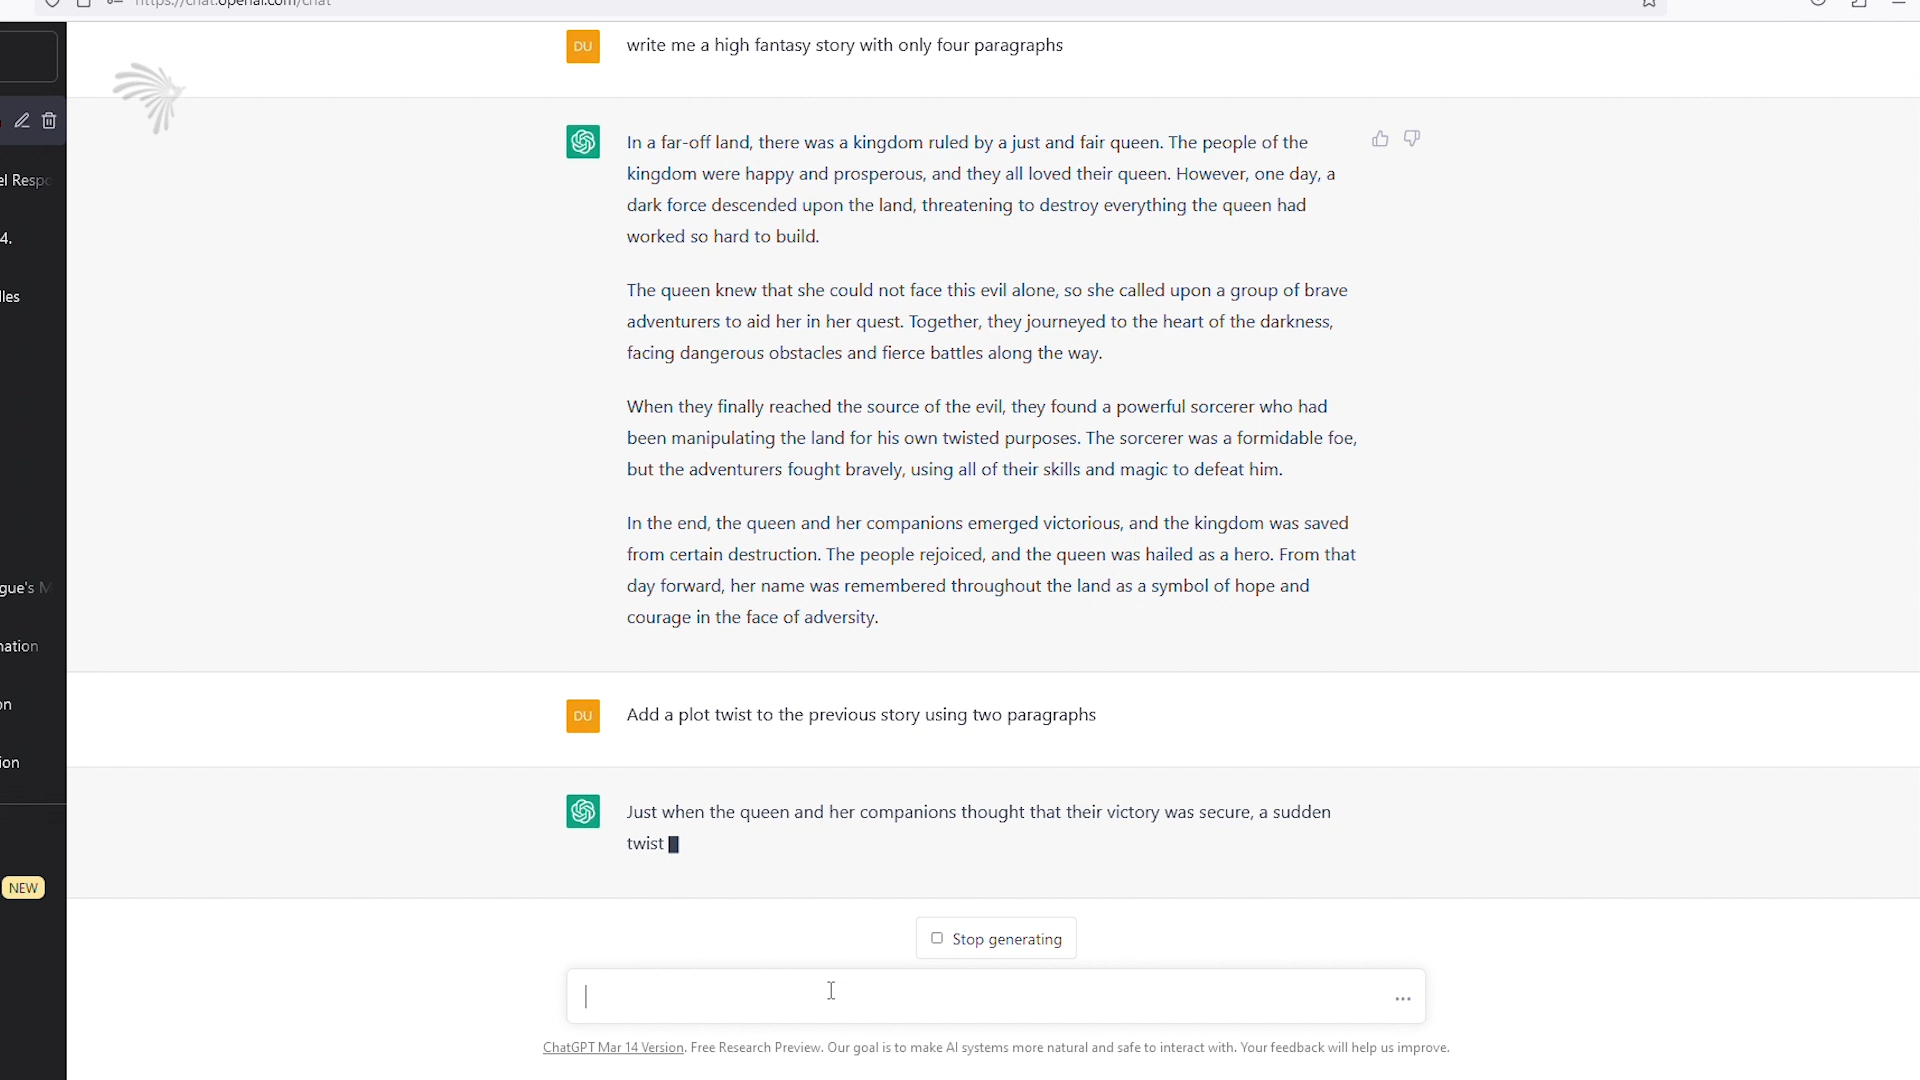 https://chat.openai.com/chat
DU
write me a high fantasy story with only four paragraphs
In a far-off land, there was a kingdom ruled by a just and fair queen. The people of the
kingdom were happy and prosperous, and they all loved their queen. However, one day, a
dark force descended upon the land, threatening to destroy everything the queen had
worked so hard to build.
The queen knew that she could not face this evil alone, so she called upon a group of brave
adventurers to aid her in her quest. Together, they journeyed to the heart of the darkness,
facing dangerous obstacles and fierce battles along the way.
When they finally reached the source of the evil, they found a powerful sorcerer who had
been manipulating the land for his own twisted purposes. The sorcerer was a formidable foe,
but the adventurers fought bravely, using all of their skills and magic to defeat him.
In the end, the queen and her companions emerged victorious, and the kingdom was saved
from certain destruction. The people rejoiced, and the queen was hailed as a hero. From that
day forward, her name was remembered throughout the land as a symbol of hope and
courage in the face of adversity.
DU
Add a plot twist to the previous story using two paragraphs
Just when the queen and her companions thought that their victory was secure, a sudden
twist
Stop generating
ChatGPT Mar 14 Version. Free Research Preview. Our goal is to make AI systems more natural and safe to interact with. Your feedback will help us improve.
el Respo
4.
lles
gue's M
nation
on
ion
NEW